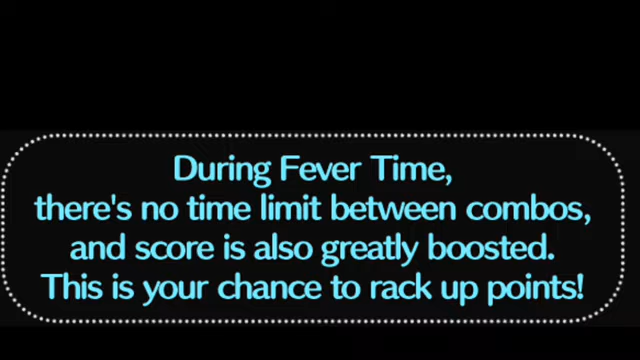 During Fever Time,
there's no time limit between combos,
and score is also greatly boosted.
This is your chance to rack up points!